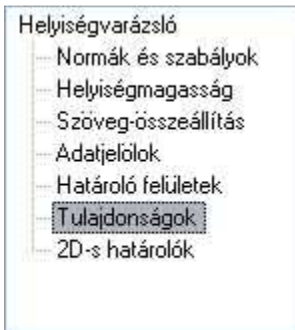 Helyiségvarázsló
Normák és szabályok
Helyiségmagasság
Szöveg-összeállítás
Adatjelölok
Határoló felületek
Tulajdonságok
2D-s határolók